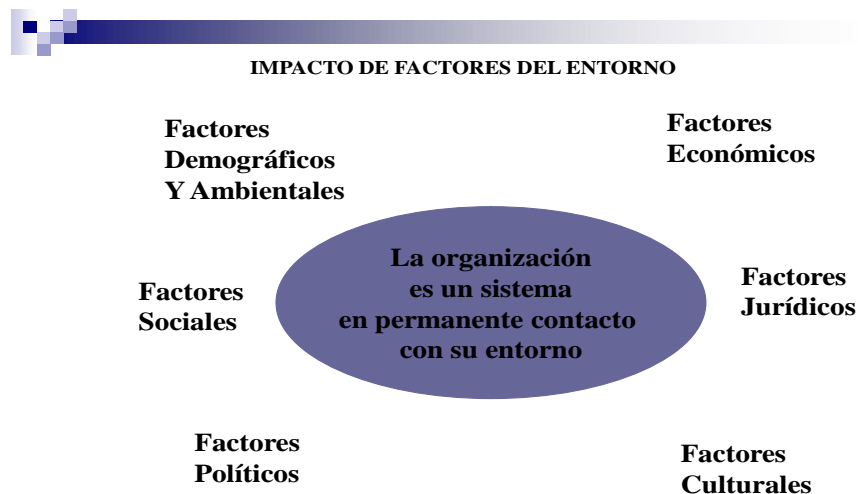 IMPACTO DE FACTORES DEL ENTORNO
Factores
Demográficos
Y Ambientales
Factores
Económicos
La organización
es un sistema
en permanente contacto
con su entorno
Factores
Sociales
Factores
Jurídicos
Factores
Políticos
Factores
Culturales